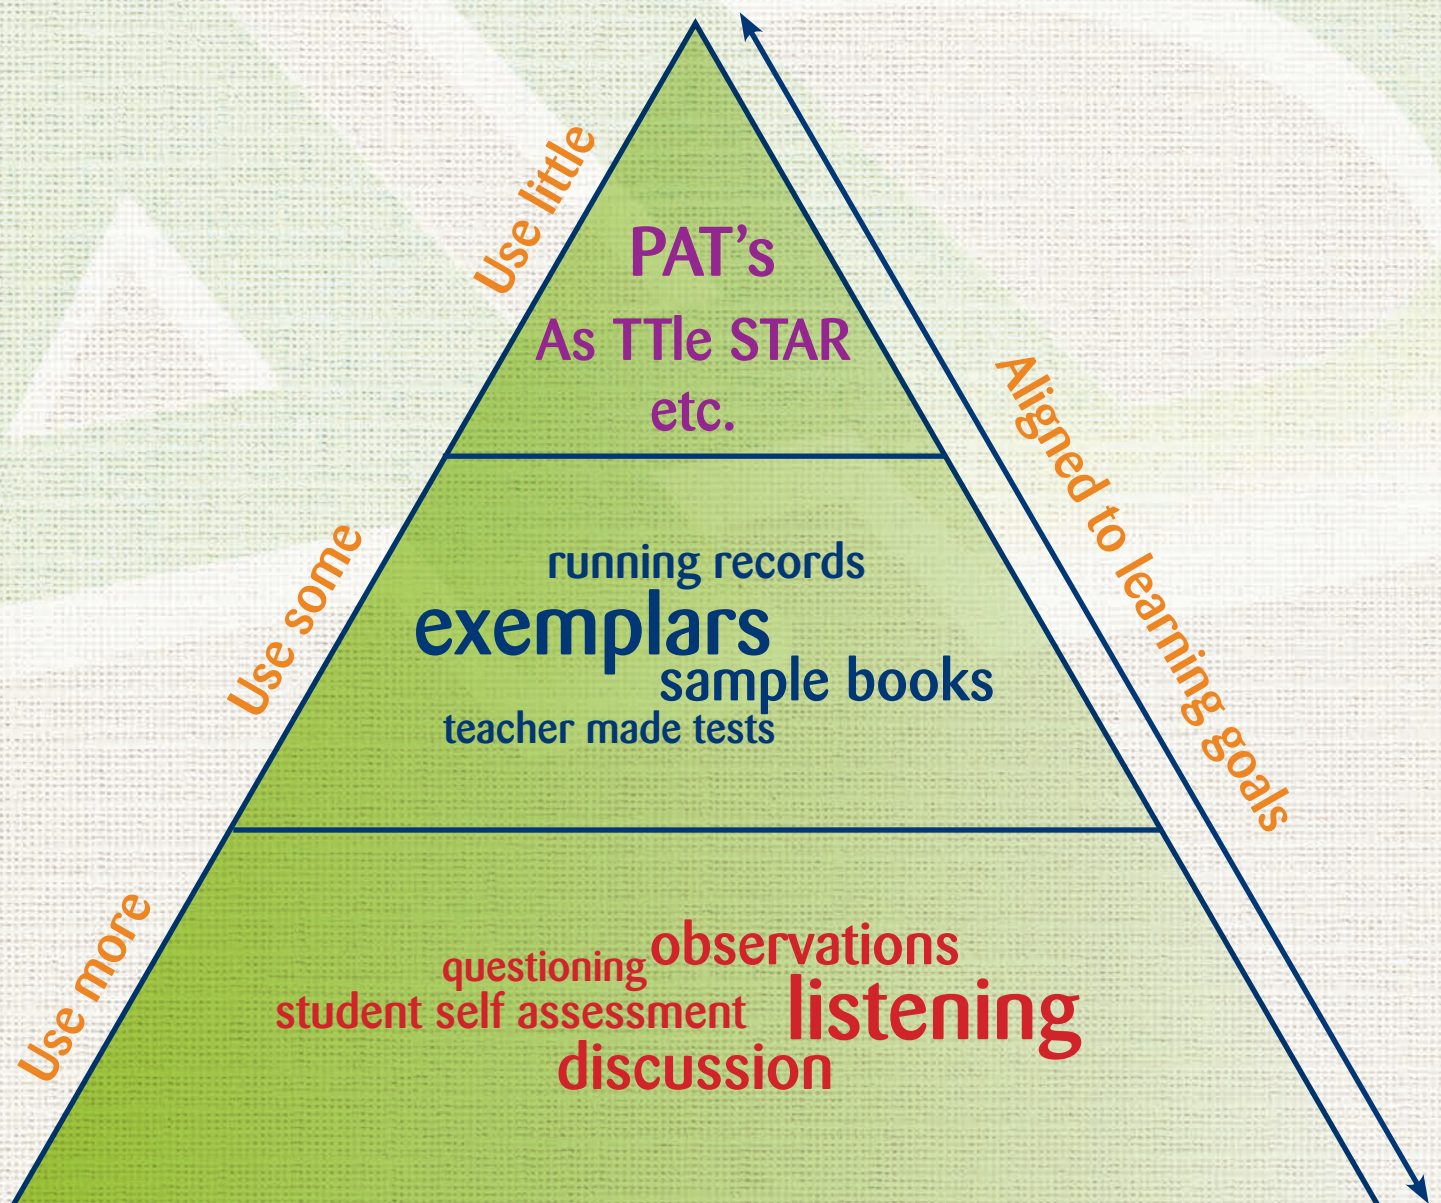 Use little
PAT's
As TTle STAR
etc.
Aligned to learning goals
Use some
running records
exemplars
sample books
teacher made tests
Use more
observations
questioning
student self assessment
listening
discussion